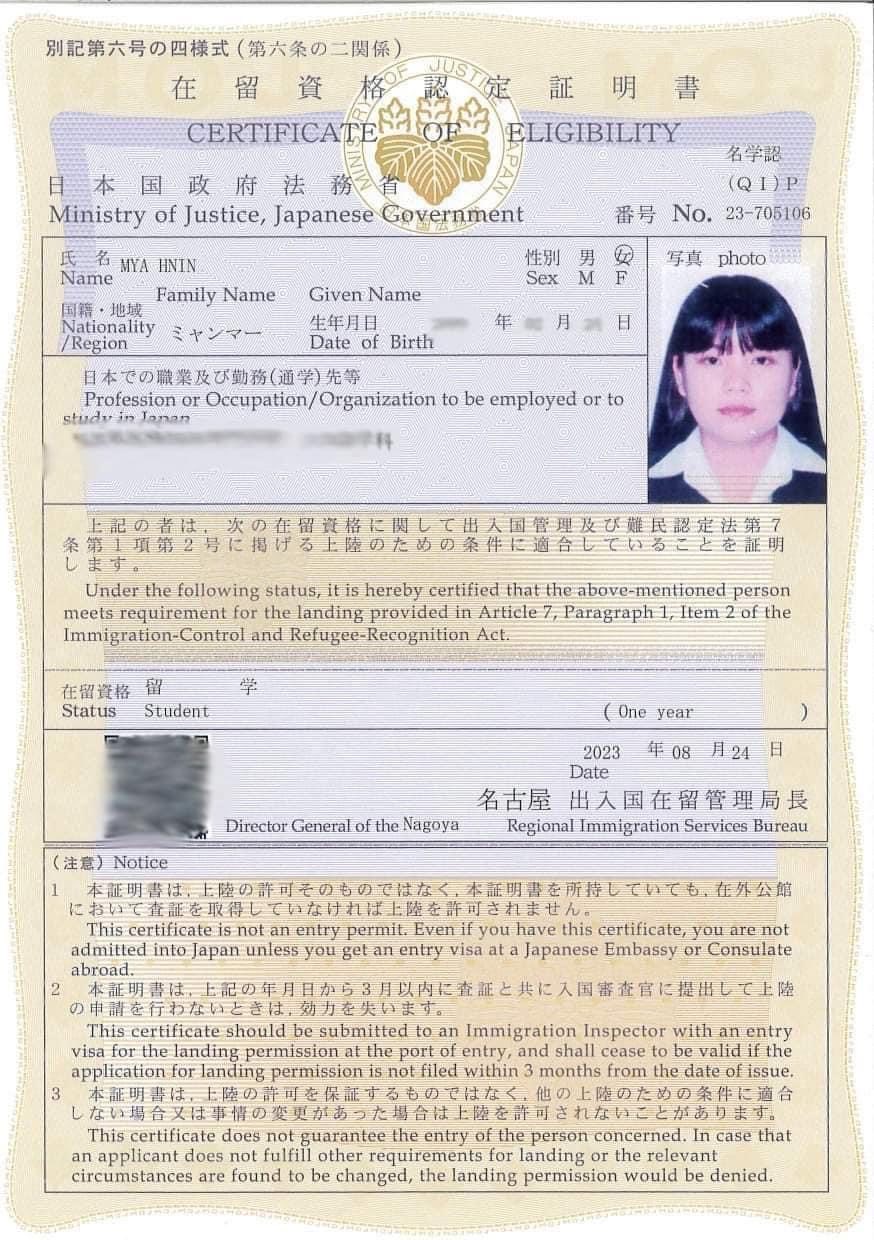 別記第六号の四様式(第六条の二関係)
在留資格認定証明書
CERTIFICATE OF ELIGIBILITY
MINISTRY OF JUSTICE, JAPAN
名学認
日本国政府法務省
(QI)P
Ministry of Justice, Japanese Government
番号 No. 23-705106
氏名 MYA HNIN
Name
Family Name Given Name
性別 男 女
Sex M F
写真 photo
国籍・地域
Nationality
/Region
ミャンマー
生年月日 年 月 日
Date of Birth
日本での職業及び勤務(通学)先等
Profession or Occupation/Organization to be employed or to
study in Japan
上記の者は,次の在留資格に関して出入国管理及び難民認定法第7
条第1項第2号に掲げる上陸のための条件に適合していることを証明
します。
Under the following status, it is hereby certified that the above-mentioned person
meets requirement for the landing provided in Article 7, Paragraph 1, Item 2 of the
Immigration-Control and Refugee-Recognition Act.
在留資格 留 学
Status Student
( One year )
2023 年 08 月 24 日
Date
名古屋 出入国在留管理局長
Director General of the Nagoya Regional Immigration Services Bureau
(注意) Notice
1 本証明書は,上陸の許可そのものではなく,本証明書を所持していても,在外公館
において査証を取得していなければ上陸を許可されません。
This certificate is not an entry permit. Even if you have this certificate, you are not
admitted into Japan unless you get an entry visa at a Japanese Embassy or Consulate
abroad.
2 本証明書は,上記の年月日から3月以内に査証と共に入国審査官に提出して上陸
の申請を行わないときは,効力を失います。
This certificate should be submitted to an Immigration Inspector with an entry
visa for the landing permission at the port of entry, and shall cease to be valid if the
application for landing permission is not filed within 3 months from the date of issue.
3 本証明書は,上陸の許可を保証するものではなく,他の上陸のための条件に適合
しない場合又は事情の変更があった場合は上陸を許可されないことがあります。
This certificate does not guarantee the entry of the person concerned. In case that
an applicant does not fulfill other requirements for landing or the relevant
circumstances are found to be changed, the landing permission would be denied.